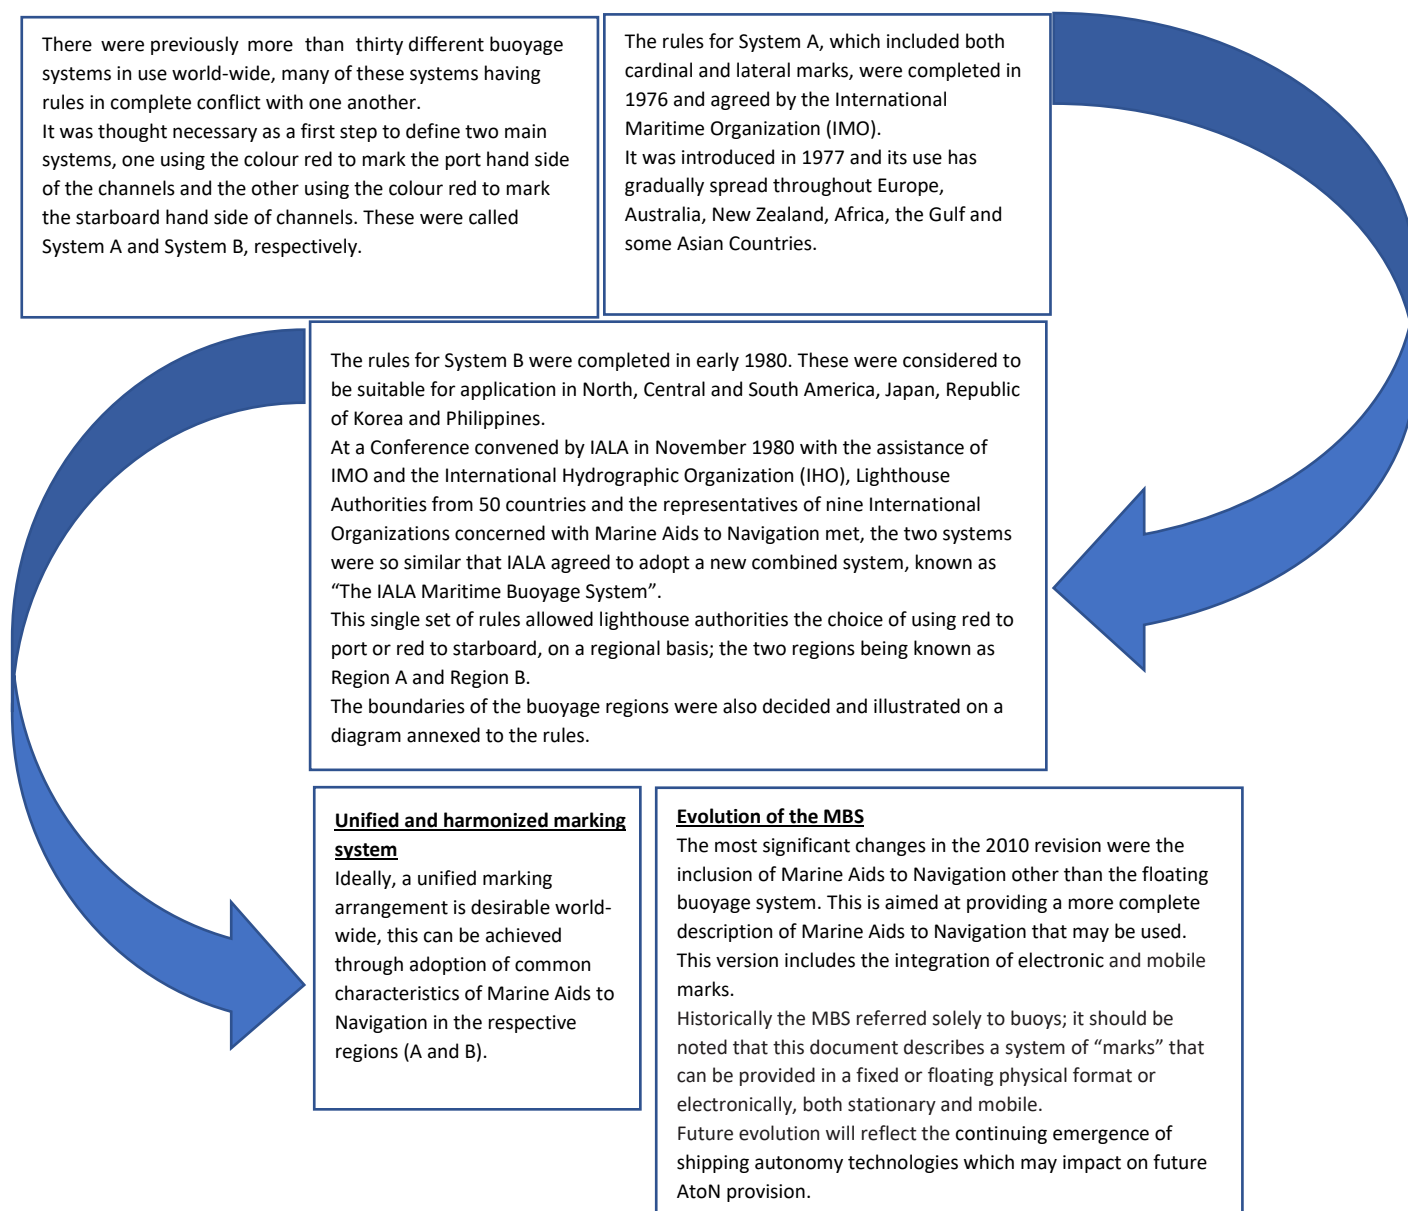 There were previously more than thirty different buoyage
systems in use world-wide, many of these systems having
rules in complete conflict with one another.
It was thought necessary as a first step to define two main
systems, one using the colour red to mark the port hand side
of the channels and the other using the colour red to mark
the starboard hand side of channels. These were called
System A and System B, respectively.
The rules for System A, which included both
cardinal and lateral marks, were completed in
1976 and agreed by the International
Maritime Organization (IMO).
It was introduced in 1977 and its use has
gradually spread throughout Europe,
Australia, New Zealand, Africa, the Gulf and
some Asian Countries.
The rules for System B were completed in early 1980. These were considered to
be suitable for application in North, Central and South America, Japan, Republic
of Korea and Philippines.
At a Conference convened by IALA in November 1980 with the assistance of
IMO and the International Hydrographic Organization (IHO), Lighthouse
Authorities from 50 countries and the representatives of nine International
Organizations concerned with Marine Aids to Navigation met, the two systems
were so similar that IALA agreed to adopt a new combined system, known as
“The IALA Maritime Buoyage System”.
This single set of rules allowed lighthouse authorities the choice of using red to
port or red to starboard, on a regional basis; the two regions being known as
Region A and Region B.
The boundaries of the buoyage regions were also decided and illustrated on a
diagram annexed to the rules.
Unified and harmonized marking
system
Ideally, a unified marking
arrangement is desirable world-
wide, this can be achieved
through adoption of common
characteristics of Marine Aids to
Navigation in the respective
regions (A and B).
Evolution of the MBS
The most significant changes in the 2010 revision were the
inclusion of Marine Aids to Navigation other than the floating
buoyage system. This is aimed at providing a more complete
description of Marine Aids to Navigation that may be used.
This version includes the integration of electronic and mobile
marks.
Historically the MBS referred solely to buoys; it should be
noted that this document describes a system of “marks” that
can be provided in a fixed or floating physical format or
electronically, both stationary and mobile.
Future evolution will reflect the continuing emergence of
shipping autonomy technologies which may impact on future
AtoN provision.